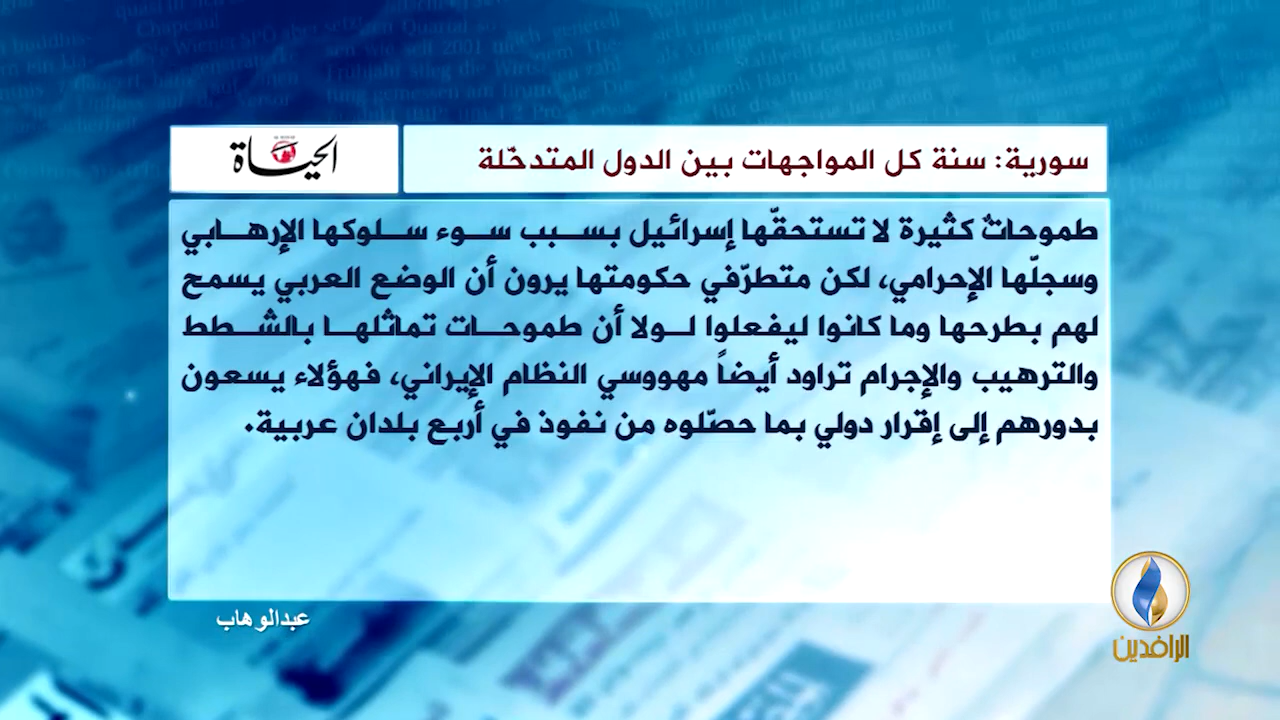 سورية: سنة كل المواجهات بين الدول المتدخّلة
الحياة
طموحاتٌ كثيرة لا تستحقّها إسرائيل بسبب سوء سلوكها الإرهابي
وسجلّها الإحرامي، لكن متطرّفي حكومتها يرون أن الوضع العربي يسمح
لهم بطرحها وما كانوا ليفعلوا لولا أن طموحات تماثلها بالشطط
والترهيب والإجرام تراود أيضاً مهووسي النظام الإيراني، فهؤلاء يسعون
بدورهم إلى إقرار دولي بما حصّلوه من نفوذ في أربع بلدان عربية.
عبدالوهاب
الرافدين